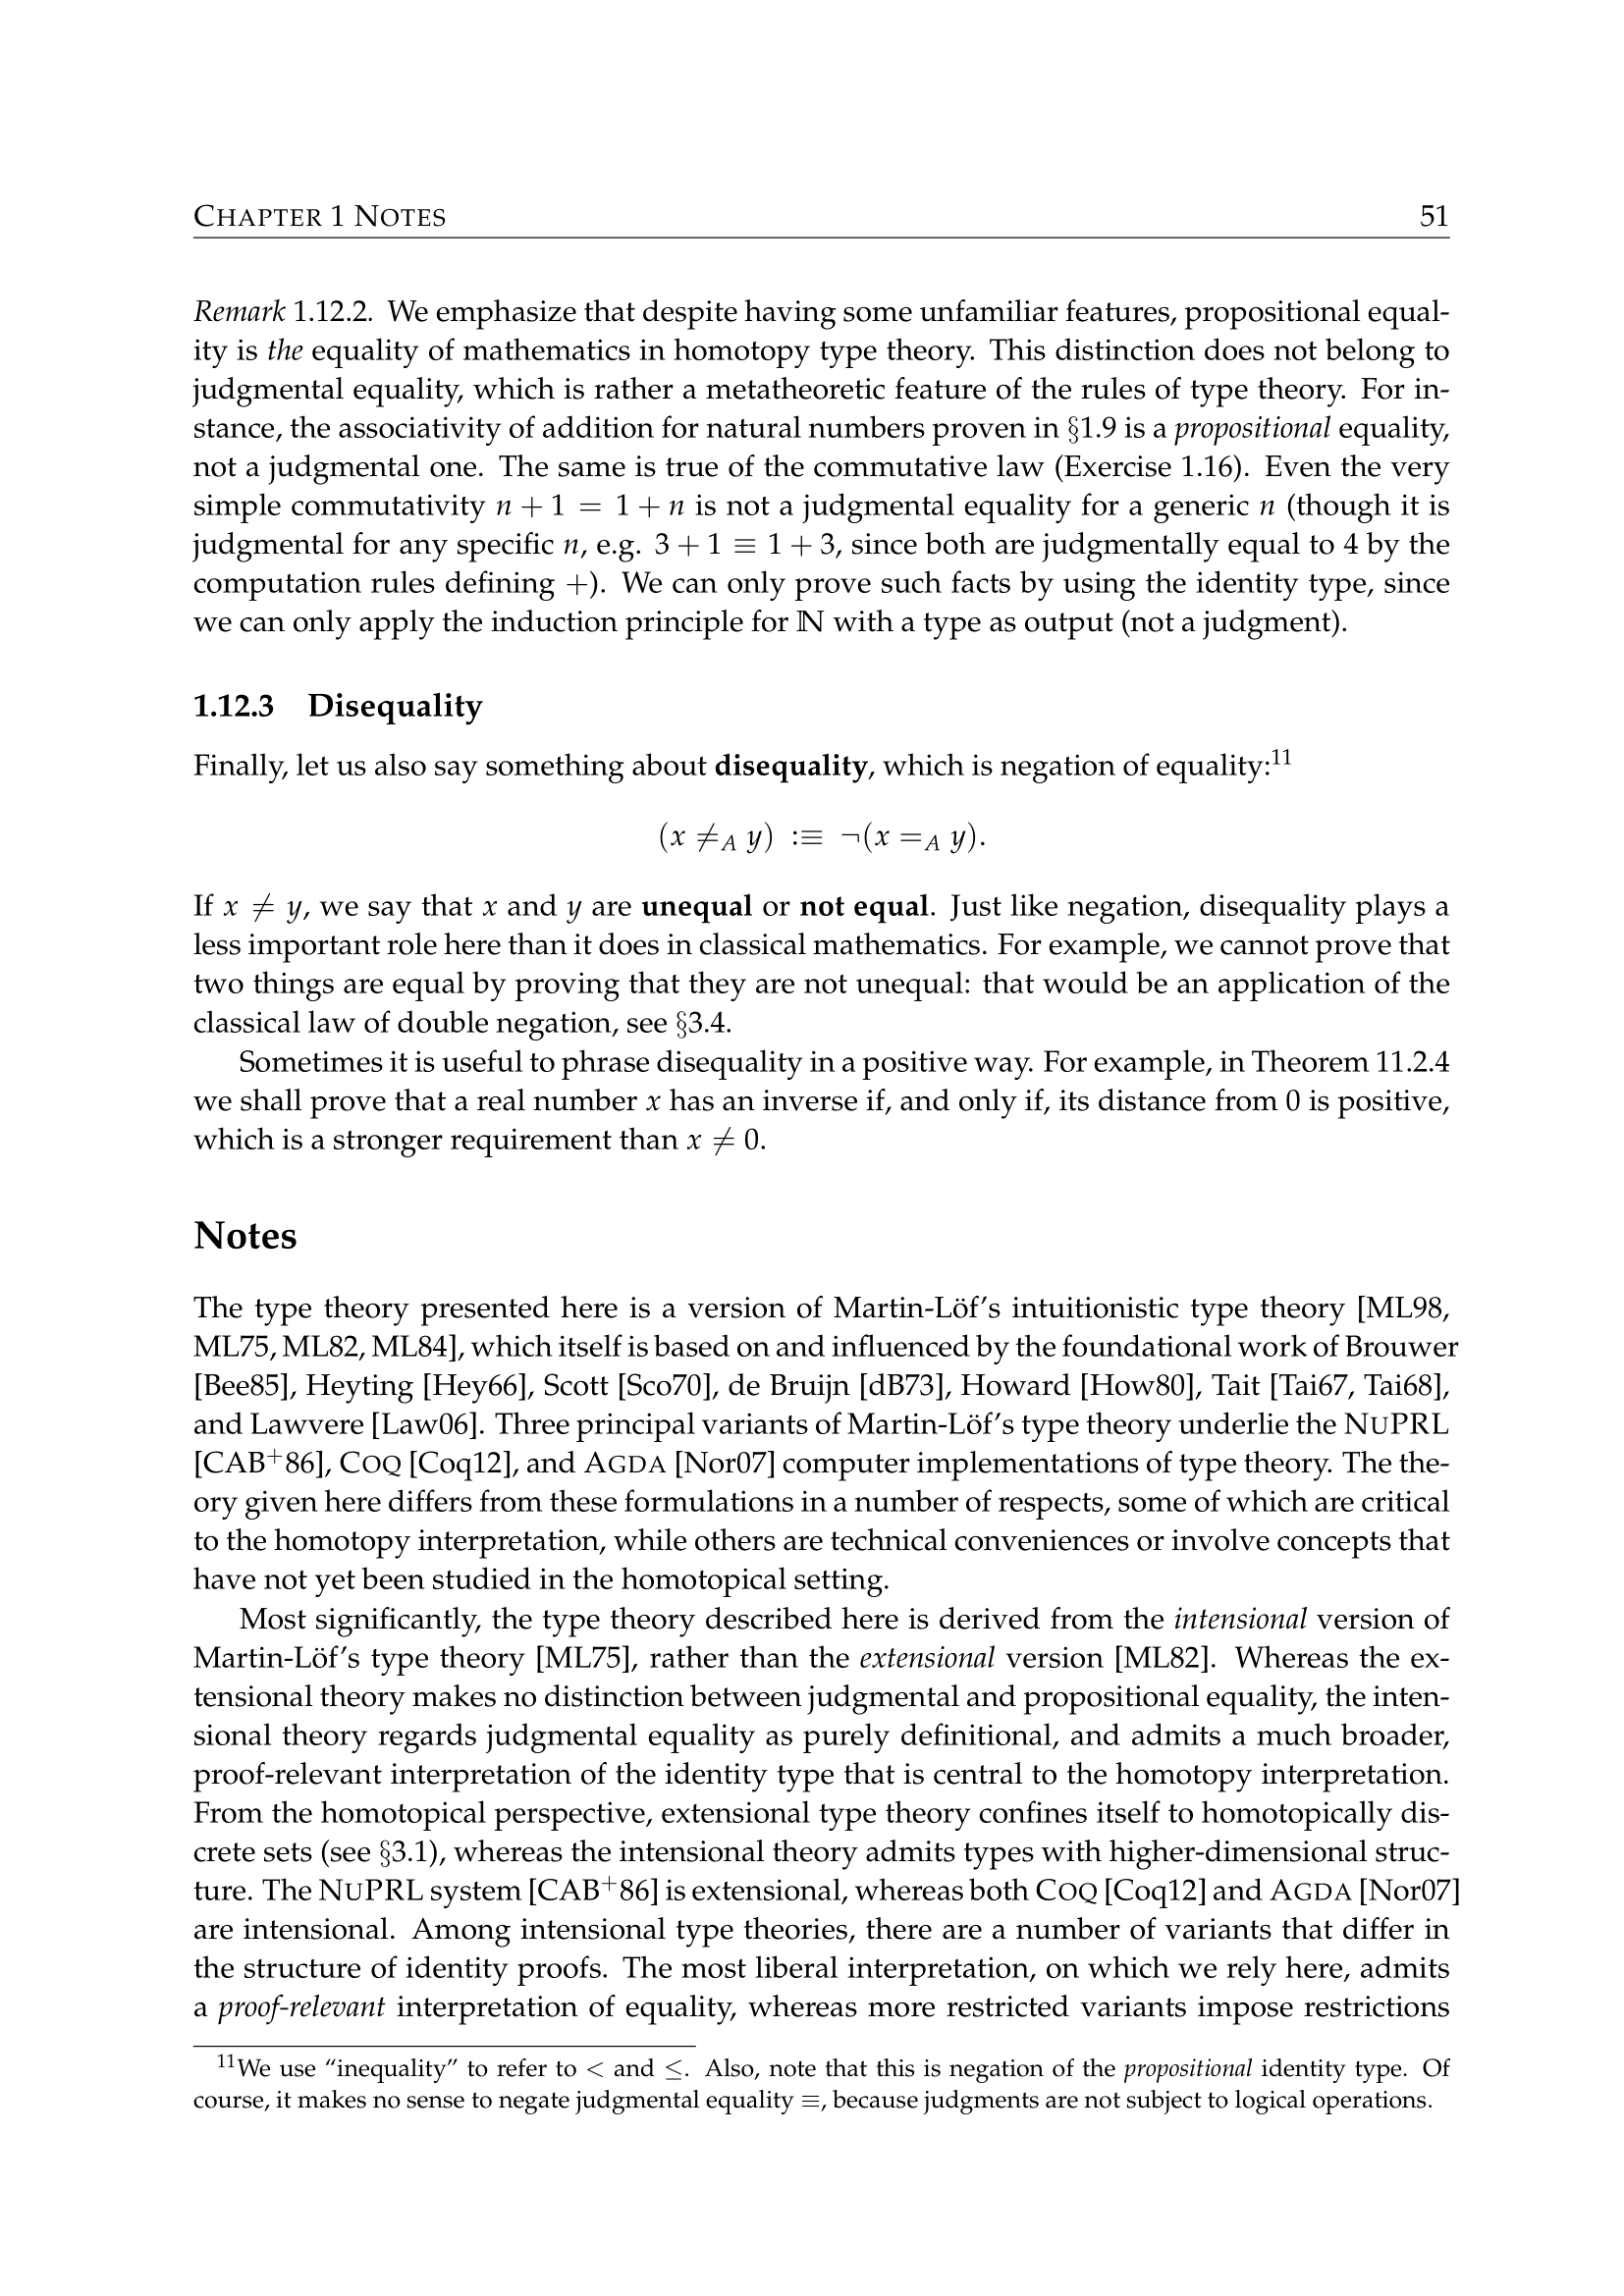 CHAPTER 1 NOTES 51
Remark 1.12.2. We emphasize that despite having some unfamiliar features, propositional equal-
ity is the equality of mathematics in homotopy type theory. This distinction does not belong to
judgmental equality, which is rather a metatheoretic feature of the rules of type theory. For in-
stance, the associativity of addition for natural numbers proven in §1.9 is a propositional equality,
not a judgmental one. The same is true of the commutative law (Exercise 1.16). Even the very
simple commutativity n + 1 = 1 + n is not a judgmental equality for a generic n (though it is
judgmental for any specific n, e.g. 3 + 1 ≡ 1 + 3, since both are judgmentally equal to 4 by the
computation rules defining +). We can only prove such facts by using the identity type, since
we can only apply the induction principle for ℕ with a type as output (not a judgment).
1.12.3 Disequality
Finally, let us also say something about disequality, which is negation of equality:¹¹
(x ≠_A y) :≡ ¬(x =_A y).
If x ≠ y, we say that x and y are unequal or not equal. Just like negation, disequality plays a
less important role here than it does in classical mathematics. For example, we cannot prove that
two things are equal by proving that they are not unequal: that would be an application of the
classical law of double negation, see §3.4.
Sometimes it is useful to phrase disequality in a positive way. For example, in Theorem 11.2.4
we shall prove that a real number x has an inverse if, and only if, its distance from 0 is positive,
which is a stronger requirement than x ≠ 0.
Notes
The type theory presented here is a version of Martin-Löf's intuitionistic type theory [ML98,
ML75, ML82, ML84], which itself is based on and influenced by the foundational work of Brouwer
[Bee85], Heyting [Hey66], Scott [Sco70], de Bruijn [dB73], Howard [How80], Tait [Tai67, Tai68],
and Lawvere [Law06]. Three principal variants of Martin-Löf's type theory underlie the NUPRL
[CAB⁺86], COQ [Coq12], and AGDA [Nor07] computer implementations of type theory. The the-
ory given here differs from these formulations in a number of respects, some of which are critical
to the homotopy interpretation, while others are technical conveniences or involve concepts that
have not yet been studied in the homotopical setting.
Most significantly, the type theory described here is derived from the intensional version of
Martin-Löf's type theory [ML75], rather than the extensional version [ML82]. Whereas the ex-
tensional theory makes no distinction between judgmental and propositional equality, the inten-
sional theory regards judgmental equality as purely definitional, and admits a much broader,
proof-relevant interpretation of the identity type that is central to the homotopy interpretation.
From the homotopical perspective, extensional type theory confines itself to homotopically dis-
crete sets (see §3.1), whereas the intensional theory admits types with higher-dimensional struc-
ture. The NUPRL system [CAB⁺86] is extensional, whereas both COQ [Coq12] and AGDA [Nor07]
are intensional. Among intensional type theories, there are a number of variants that differ in
the structure of identity proofs. The most liberal interpretation, on which we rely here, admits
a proof-relevant interpretation of equality, whereas more restricted variants impose restrictions
¹¹We use “inequality” to refer to < and ≤. Also, note that this is negation of the propositional identity type. Of
course, it makes no sense to negate judgmental equality ≡, because judgments are not subject to logical operations.